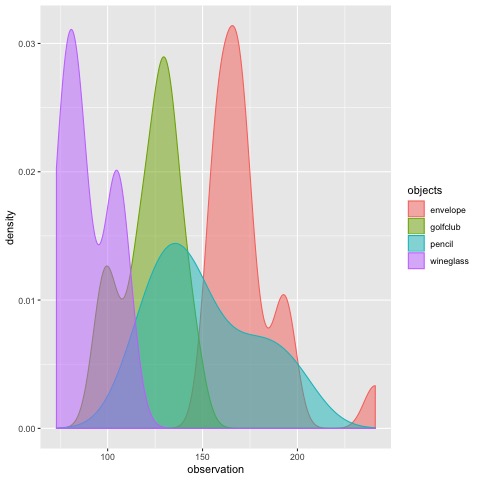 0.03
0.02
0.01
0.00
density
100
150
200
observation
objects
envelope
golfclub
pencil
wineglass